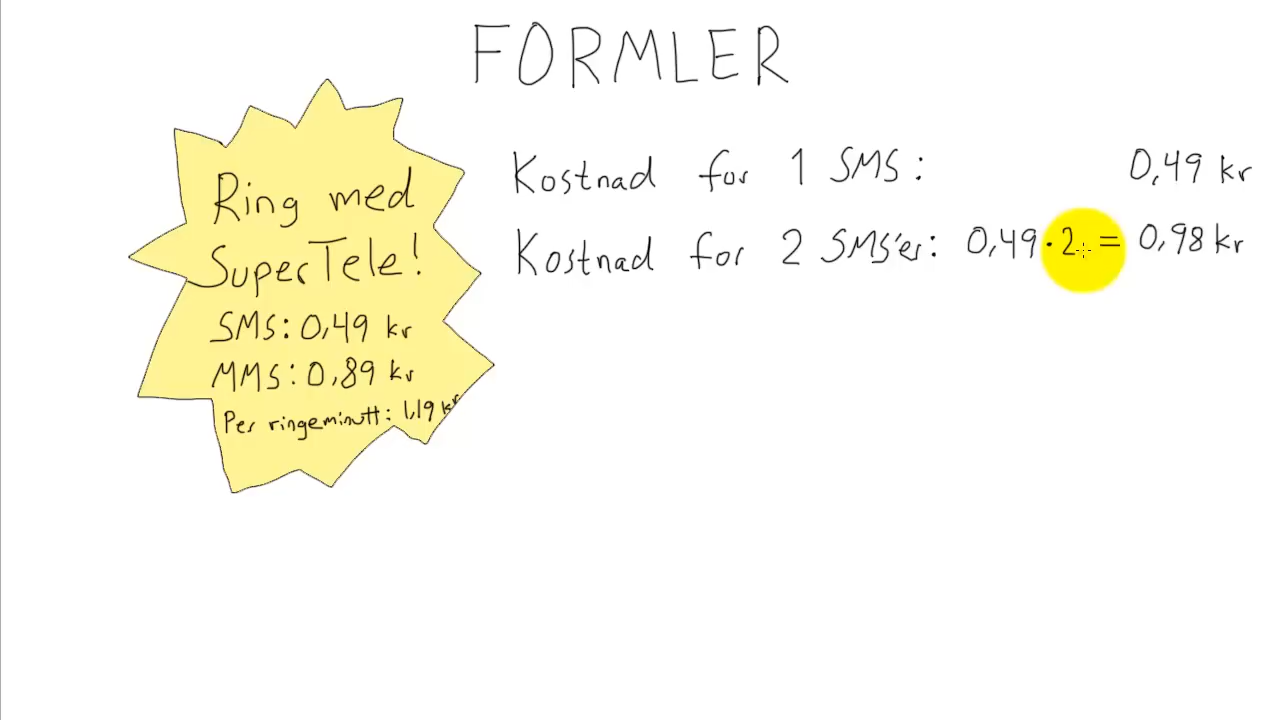 FORMLER
Ring med
SuperTele!
SMS: 0,49 kr
MMS: 0,89 kr
Per ringeminutt: 1,19 kr
Kostnad for 1 SMS: 0,49 kr
Kostnad for 2 SMS'er: 0,49 · 2 = 0,98 kr